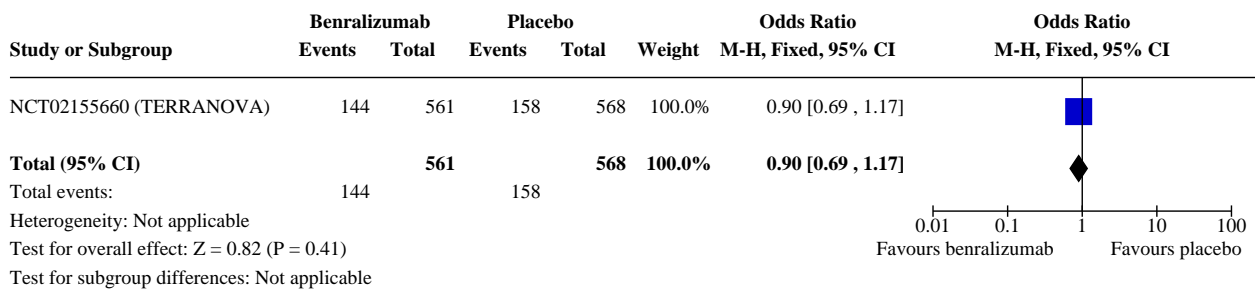 Benralizumab Placebo Odds Ratio Odds Ratio
Study or Subgroup Events Total Events Total Weight M-H, Fixed, 95% CI M-H, Fixed, 95% CI
NCT02155660 (TERRANOVA) 144 561 158 568 100.0% 0.90 [0.69 , 1.17]
Total (95% CI) 561 568 100.0% 0.90 [0.69 , 1.17]
Total events: 144 158
Heterogeneity: Not applicable
0.01 0.1 1 10 100
Test for overall effect: Z = 0.82 (P = 0.41) Favours benralizumab Favours placebo
Test for subgroup differences: Not applicable